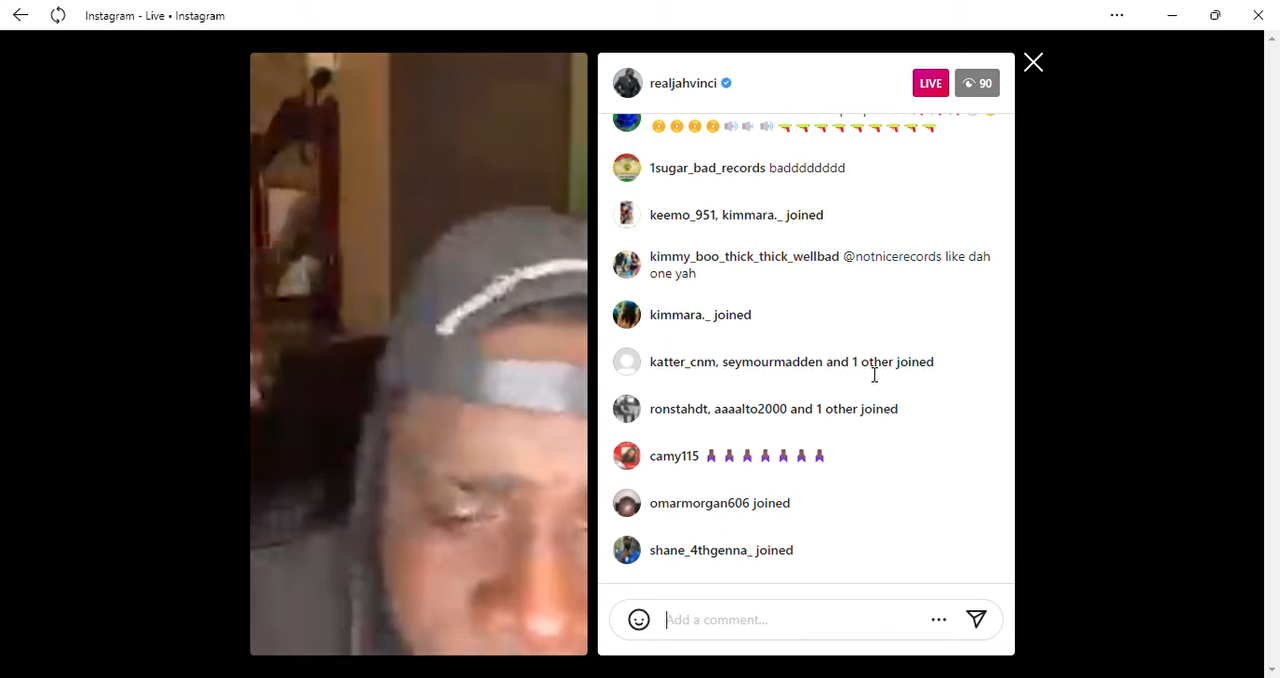 Instagram - Live • Instagram
realjahvinci
LIVE
90
1sugar_bad_records badddddddd
keemo_951, kimmara._ joined
kimmy_boo_thick_thick_wellbad @notnicerecords like dah
one yah
kimmara._ joined
katter_cnm, seymourmadden and 1 other joined
ronstahdt, aaaalto2000 and 1 other joined
camy115
omarmorgan606 joined
shane_4thgenna_ joined
Add a comment...